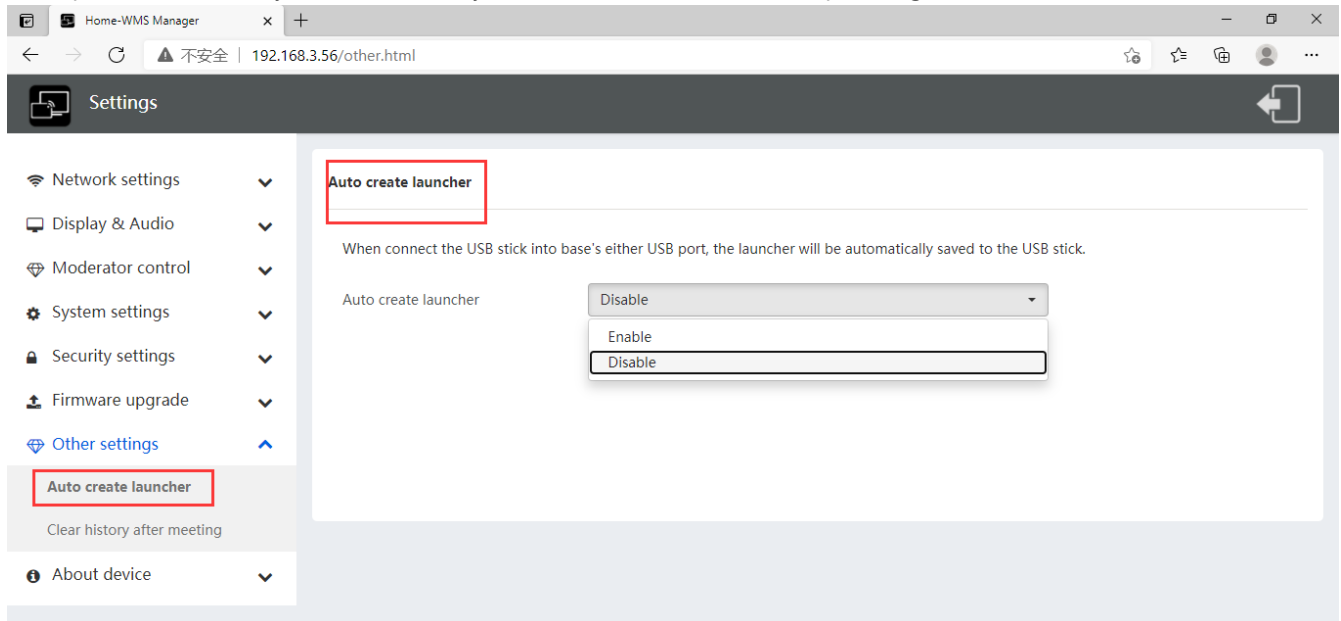 Home-WMS Manager
不安全 192.168.3.56/other.html
Settings
Network settings
Display & Audio
Moderator control
System settings
Security settings
Firmware upgrade
Other settings
Auto create launcher
Clear history after meeting
About device
Auto create launcher
When connect the USB stick into base's either USB port, the launcher will be automatically saved to the USB stick.
Auto create launcher
Disable
Enable
Disable